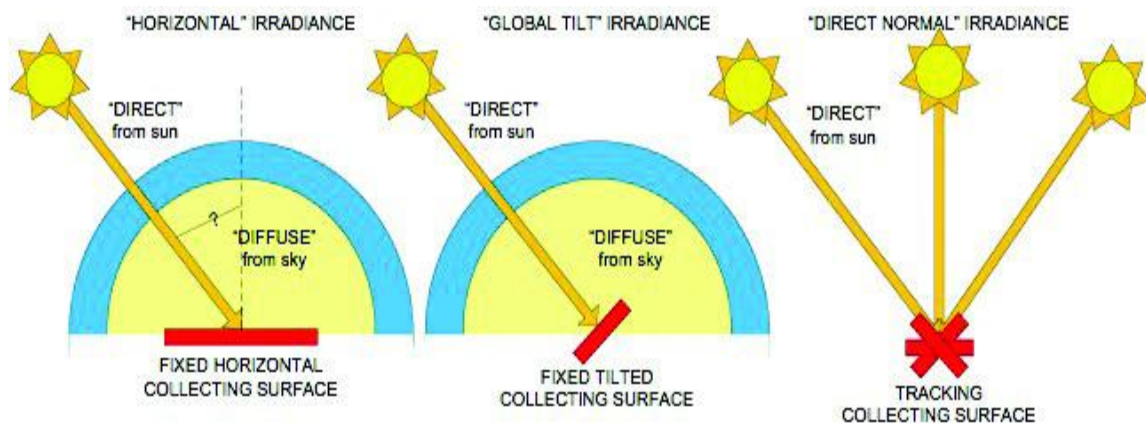 "HORIZONTAL" IRRADIANCE
"DIRECT"
from sun
?
"DIFFUSE"
from sky
FIXED HORIZONTAL
COLLECTING SURFACE
"GLOBAL TILT" IRRADIANCE
"DIRECT"
from sun
"DIFFUSE"
from sky
FIXED TILTED
COLLECTING SURFACE
"DIRECT NORMAL" IRRADIANCE
"DIRECT"
from sun
TRACKING
COLLECTING SURFACE